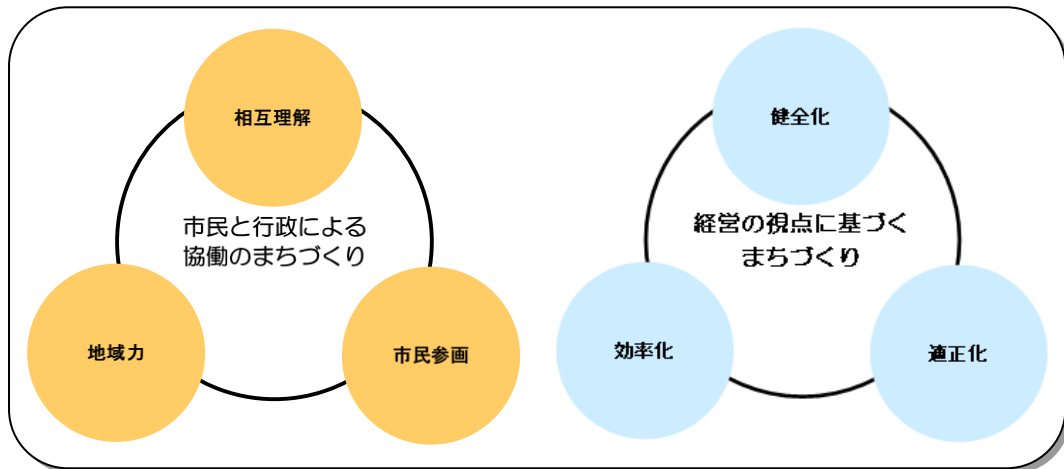 相互理解
市民と行政による
協働のまちづくり
地域力
市民参画
健全化
経営の視点に基づく
まちづくり
効率化
適正化